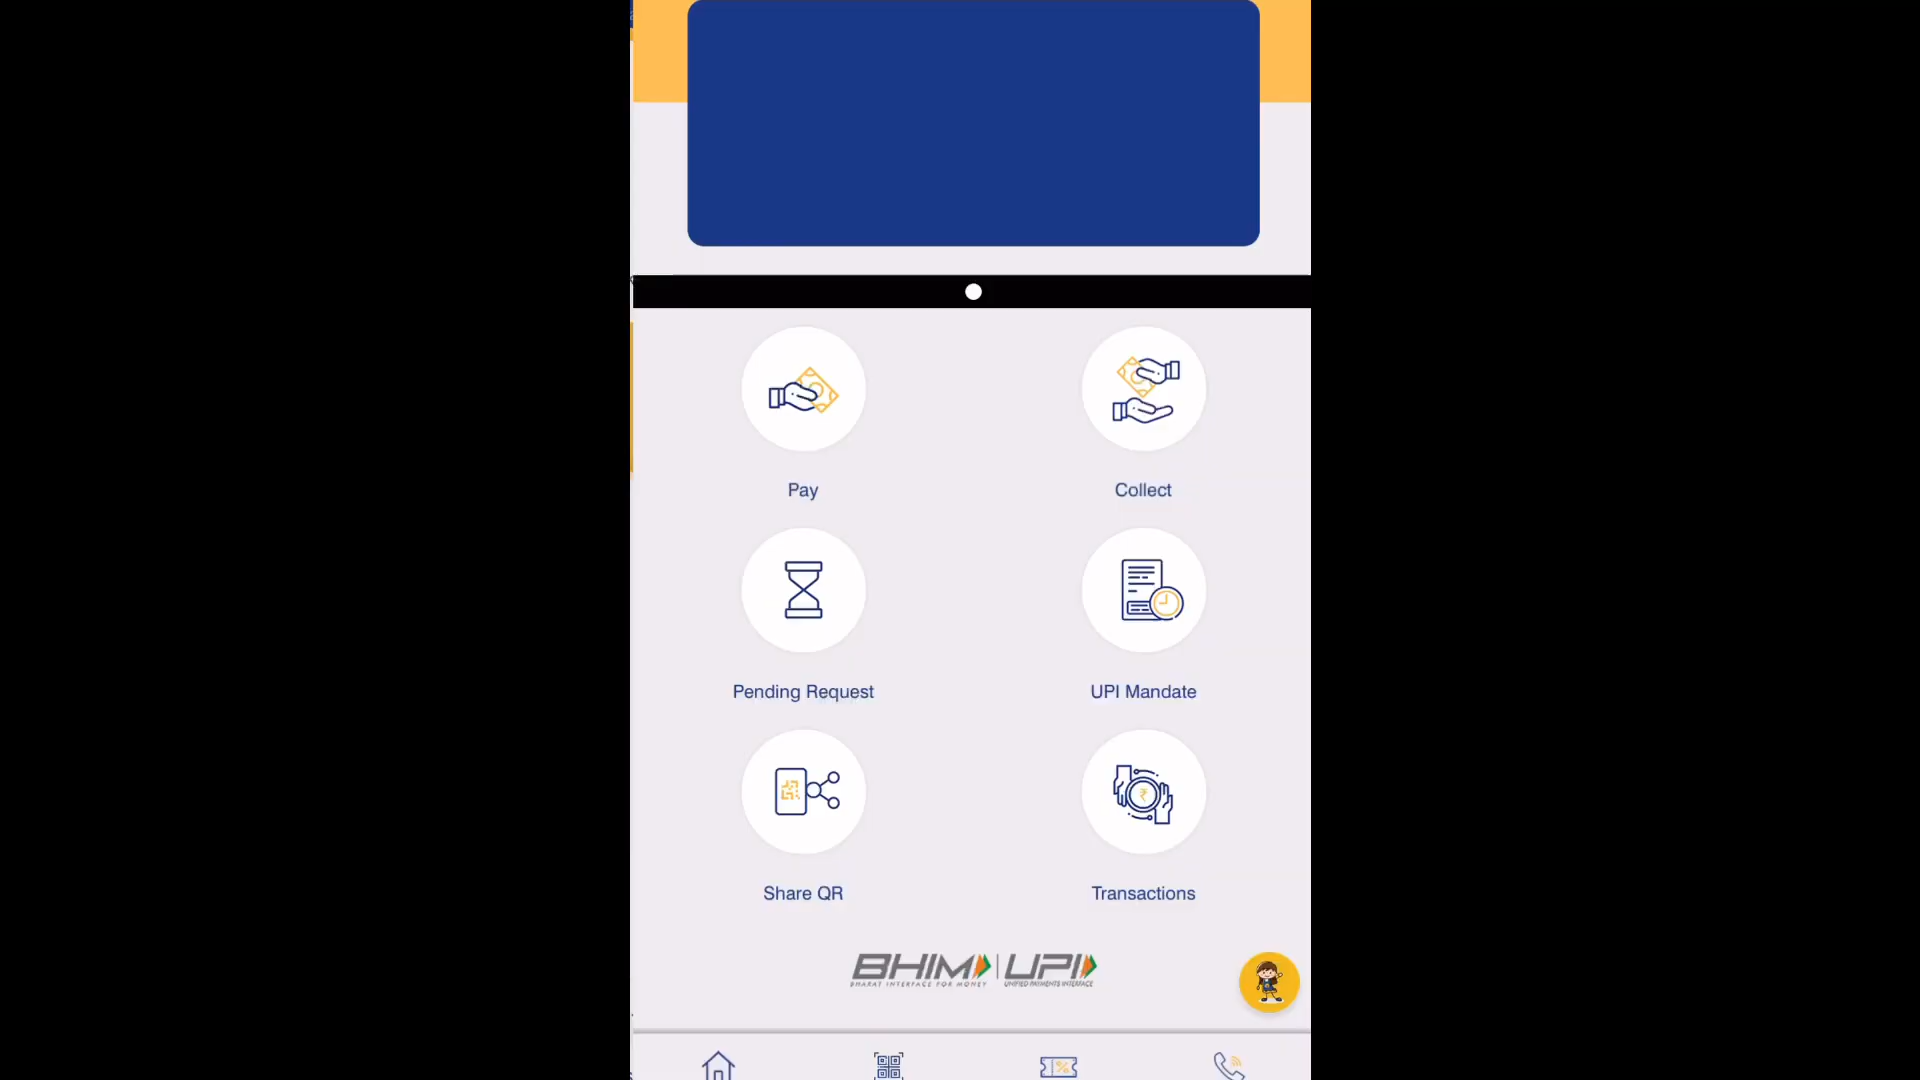 Pay
Collect
Pending Request
UPI Mandate
Share QR
Transactions
BHIM UPI
BHARAT INTERFACE FOR MONEY UNIFIED PAYMENTS INTERFACE